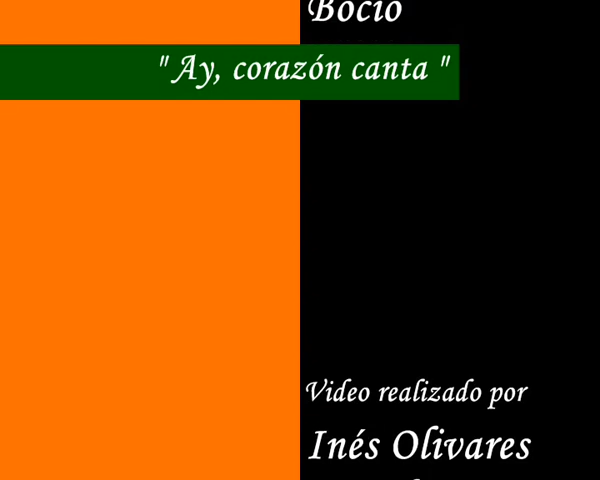 Bocio
" Ay, corazón canta "
Video realizado por
Inés Olivares